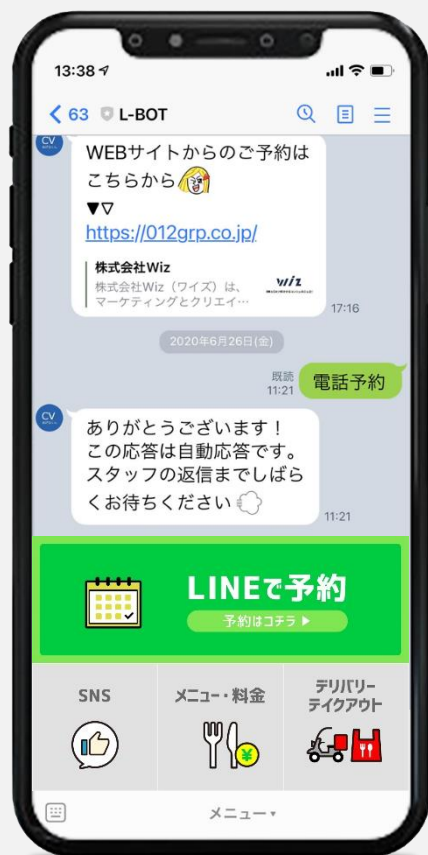 13:38
63 L-BOT
CV
WEBサイトからのご予約は
こちらから
▼▽
https://012grp.co.jp/
株式会社Wiz
株式会社Wiz（ワイズ）は、
マーケティングとクリエイ…
wiz
17:16
2020年6月26日(金)
既読
11:21
電話予約
CV
ありがとうございます！
この応答は自動応答です。
スタッフの返信までしばら
くお待ちください
11:21
LINEで予約
予約はコチラ ▶
SNS
メニュー・料金
デリバリー
テイクアウト
¥
メニュー ▾